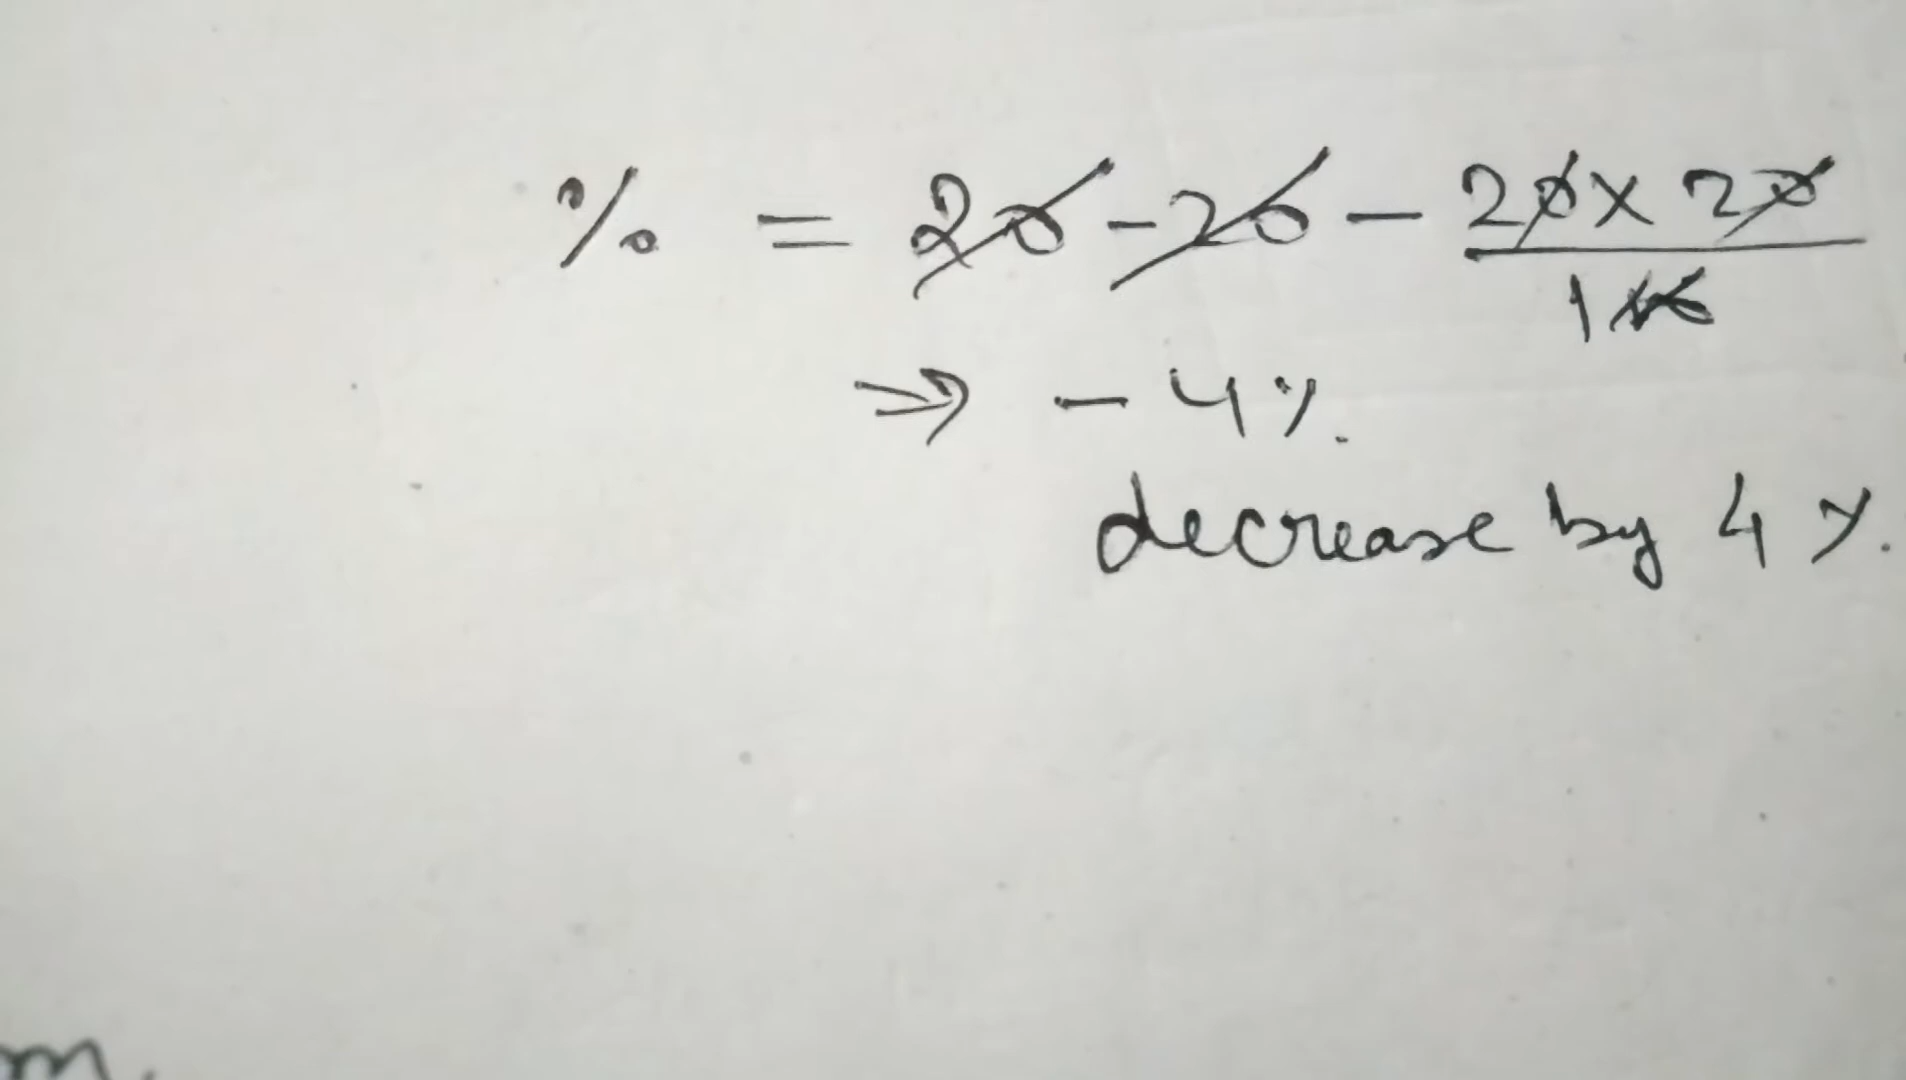 % = 20 - 20 - 20 x 20 / 100
⇒ - 4%.
decrease by 4 %.